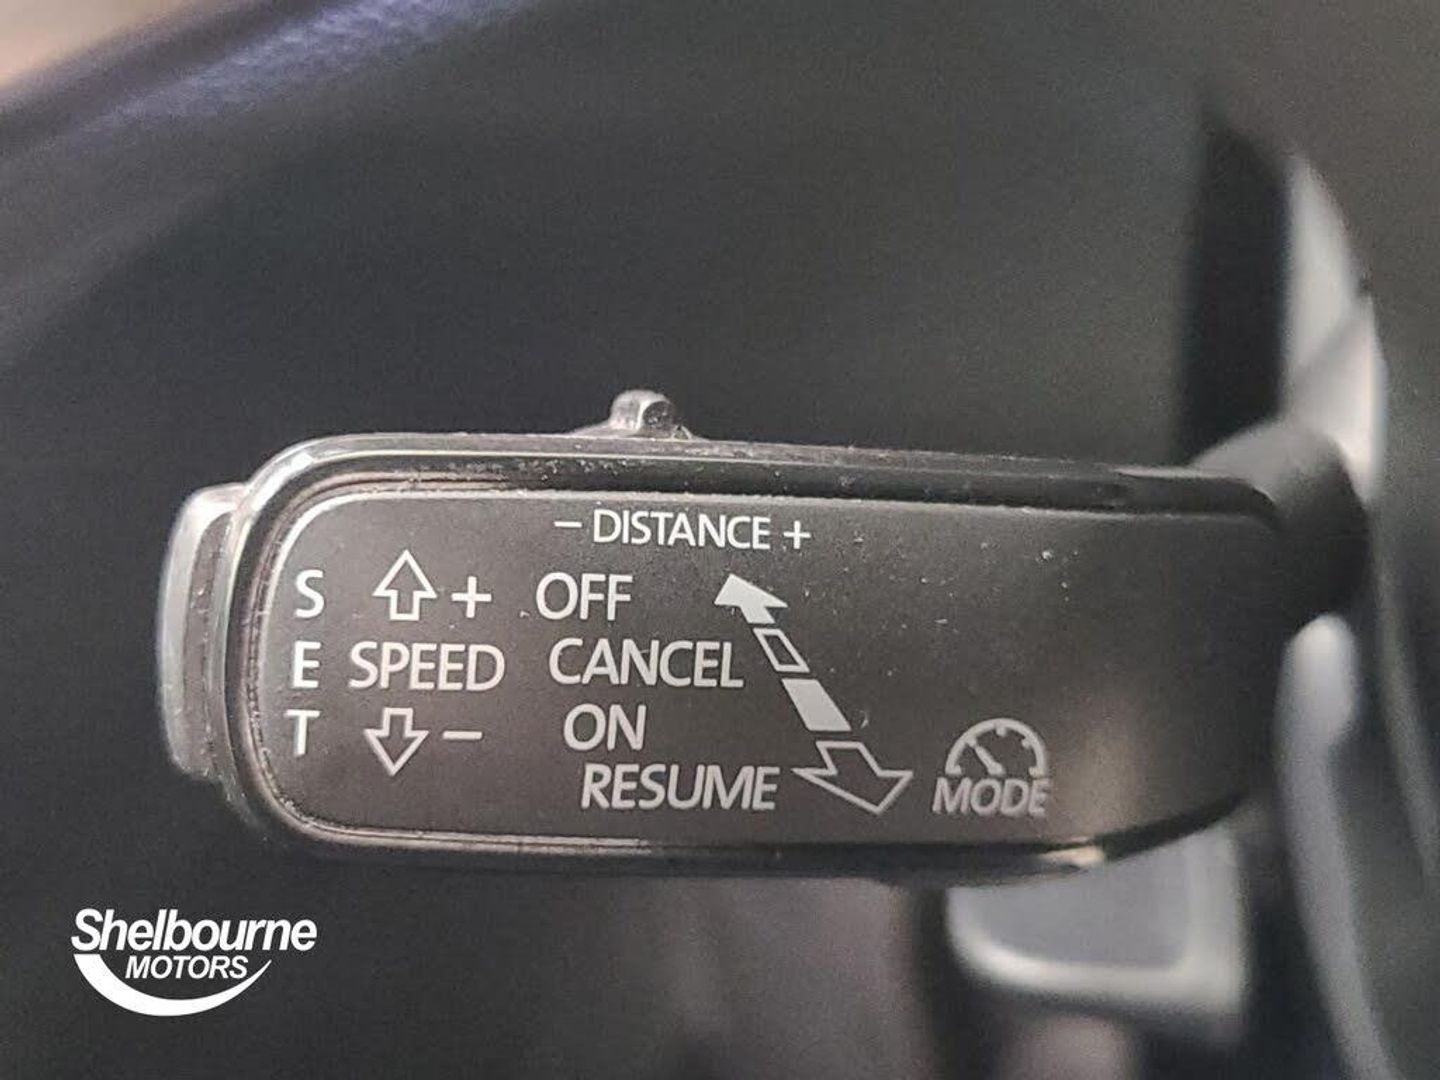 – DISTANCE +
S + OFF
E SPEED CANCEL
T – ON
RESUME
MODE
Shelbourne
MOTORS